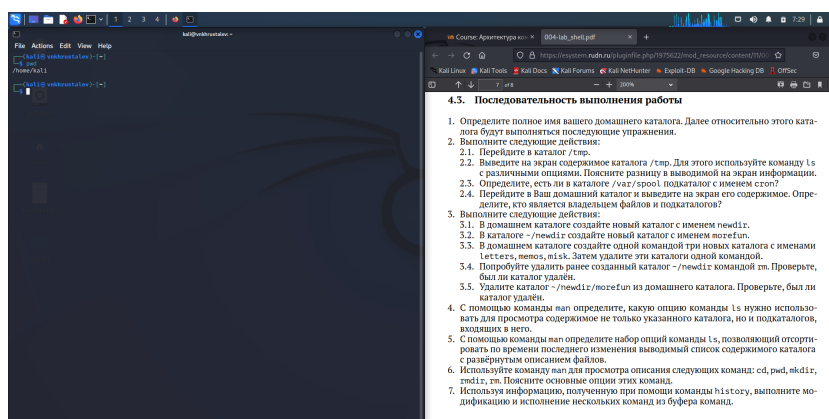 1 2 3 4
7:29
kali@vnkhrustalev: ~
File Actions Edit View Help
(kali㉿vnkhrustalev)-[~]
$ pwd
/home/kali
(kali㉿vnkhrustalev)-[~]
$
Course: Архитектура ком
004-lab_shell.pdf
https://esystem.rudn.ru/pluginfile.php/1975622/mod_resource/content/11/00
Kali Linux Kali Tools Kali Docs Kali Forums Kali NetHunter Exploit-DB Google Hacking DB OffSec
7 of 8 − + 200%
4.3. Последовательность выполнения работы
1. Определите полное имя вашего домашнего каталога. Далее относительно этого ката-
лога будут выполняться последующие упражнения.
2. Выполните следующие действия:
2.1. Перейдите в каталог /tmp.
2.2. Выведите на экран содержимое каталога /tmp. Для этого используйте команду ls
с различными опциями. Поясните разницу в выводимой на экран информации.
2.3. Определите, есть ли в каталоге /var/spool подкаталог с именем cron?
2.4. Перейдите в Ваш домашний каталог и выведите на экран его содержимое. Опре-
делите, кто является владельцем файлов и подкаталогов?
3. Выполните следующие действия:
3.1. В домашнем каталоге создайте новый каталог с именем newdir.
3.2. В каталоге ~/newdir создайте новый каталог с именем morefun.
3.3. В домашнем каталоге создайте одной командой три новых каталога с именами
letters, memos, misk. Затем удалите эти каталоги одной командой.
3.4. Попробуйте удалить ранее созданный каталог ~/newdir командой rm. Проверьте,
был ли каталог удалён.
3.5. Удалите каталог ~/newdir/morefun из домашнего каталога. Проверьте, был ли
каталог удалён.
4. С помощью команды man определите, какую опцию команды ls нужно использо-
вать для просмотра содержимое не только указанного каталога, но и подкаталогов,
входящих в него.
5. С помощью команды man определите набор опций команды ls, позволяющий отсорти-
ровать по времени последнего изменения выводимый список содержимого каталога
с развёрнутым описанием файлов.
6. Используйте команду man для просмотра описания следующих команд: cd, pwd, mkdir,
rmdir, rm. Поясните основные опции этих команд.
7. Используя информацию, полученную при помощи команды history, выполните мо-
дификацию и исполнение нескольких команд из буфера команд.